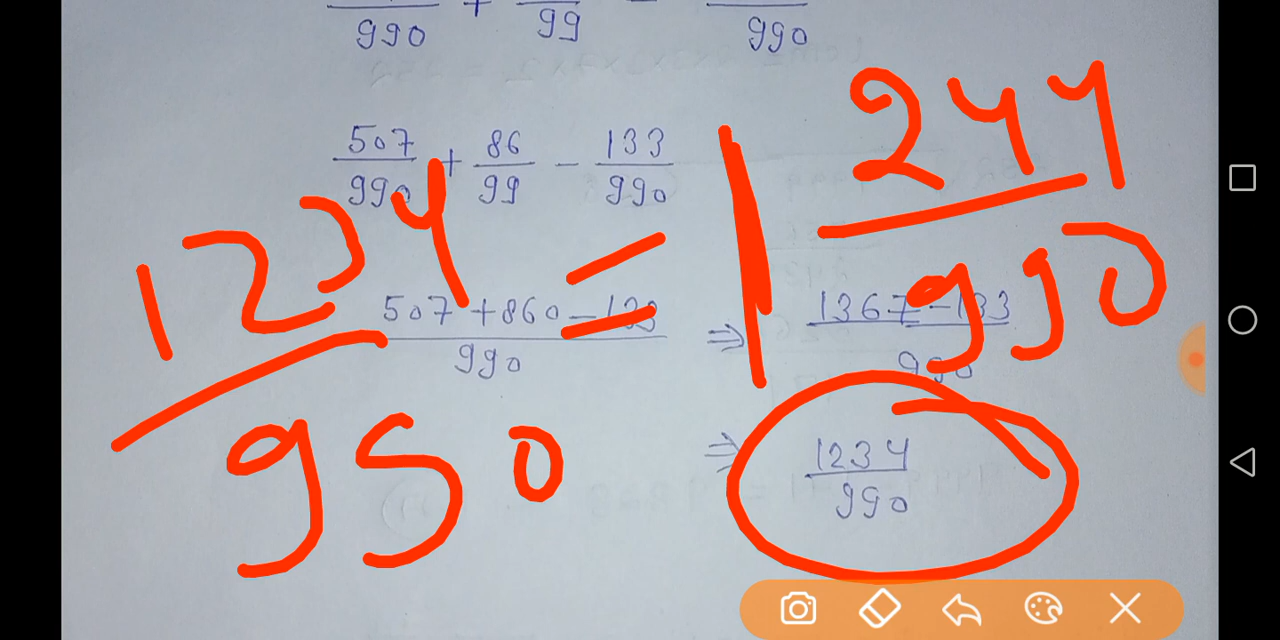 990 + 99 - 990
507/990 + 86/99 - 133/990
507+860-133/990 ⇒ 1367-133/990
⇒ 1234/990
1234/950 = 1 244/990